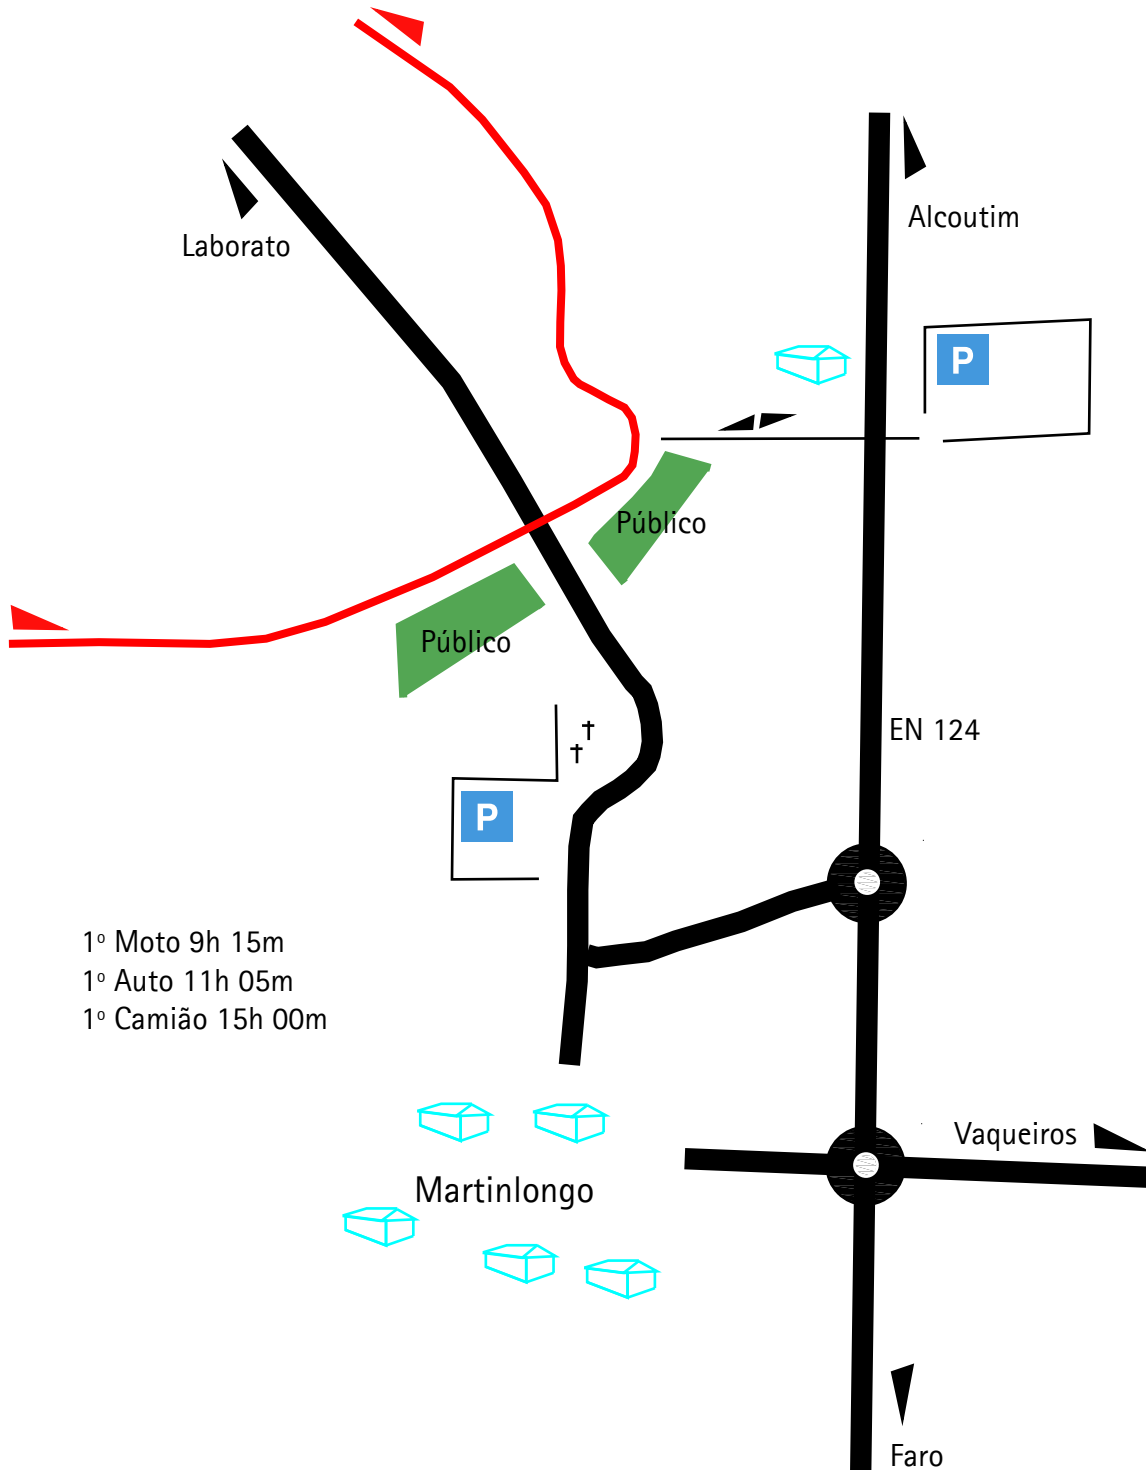 Laborato
Alcoutim
P
Público
Público
EN 124
P
1º Moto 9h 15m
1º Auto 11h 05m
1º Camião 15h 00m
Vaqueiros
Martinlongo
Faro